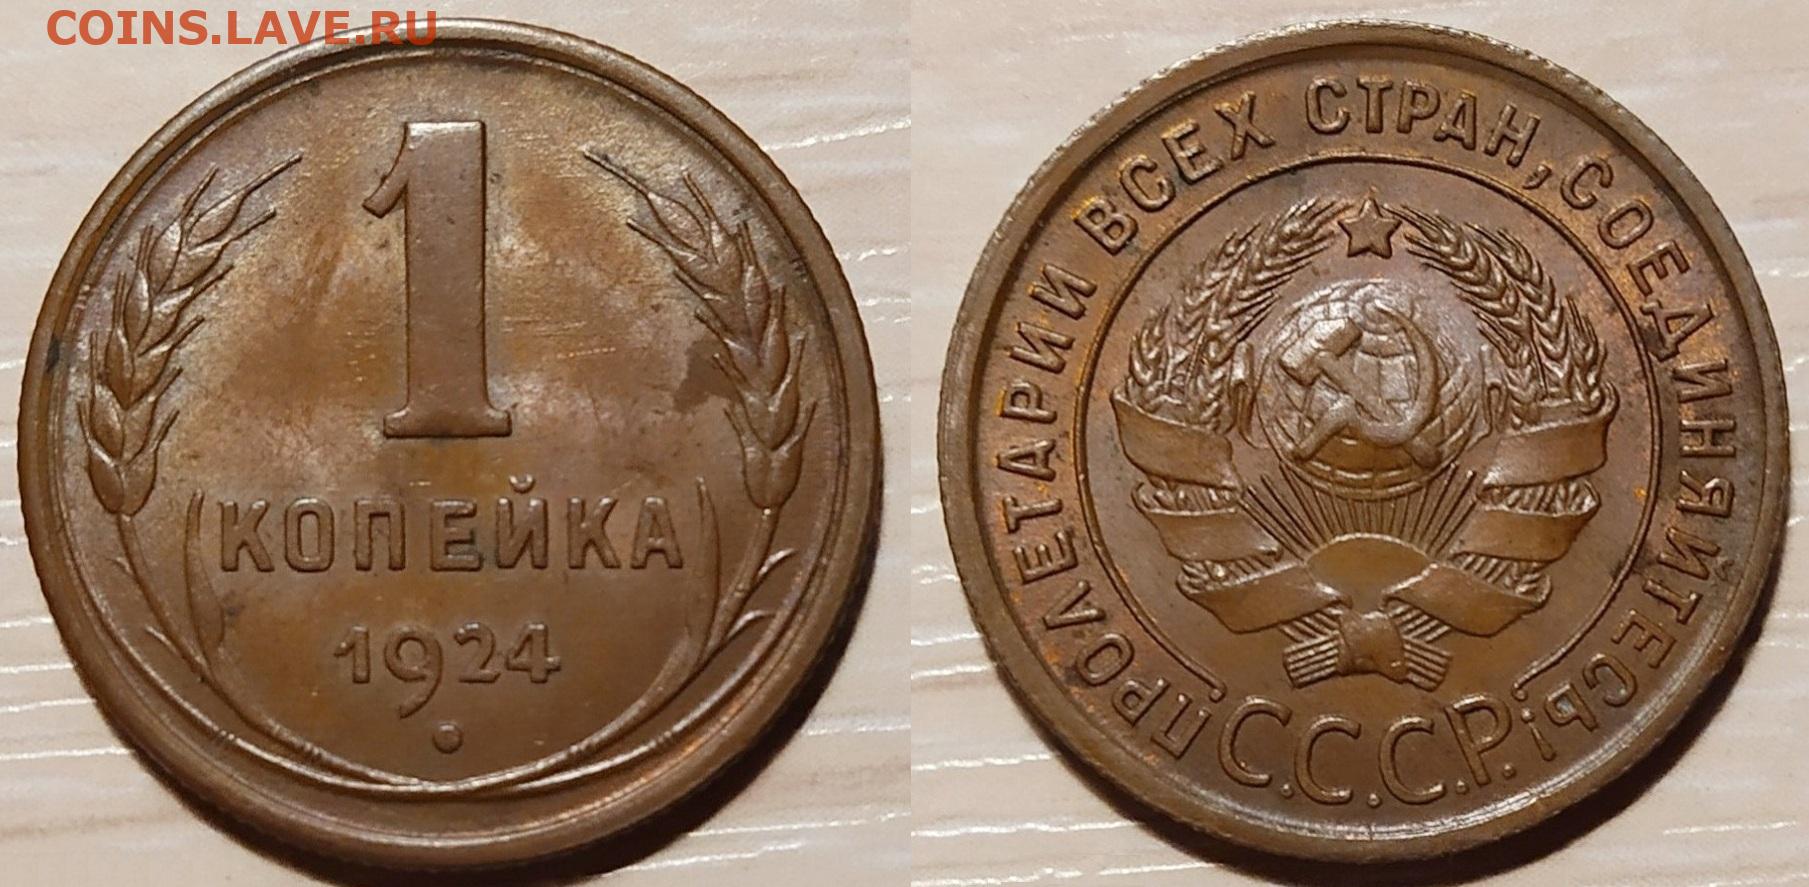 COINS.LAVE.RU
1
КОПЕЙКА
1924
ПРОЛЕТАРИИ ВСЕХ СТРАН, СОЕДИНЯЙТЕСЬ!
С.С.С.Р.